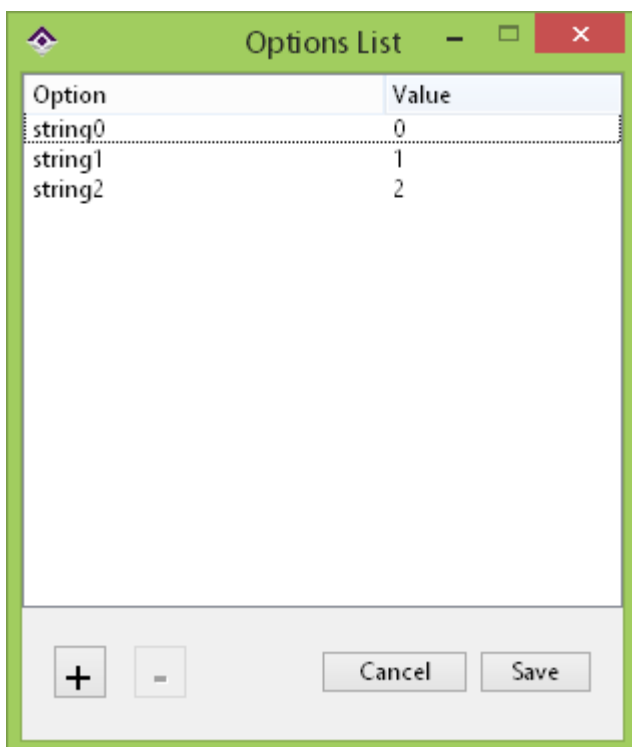 Options List
Option Value
string0 0
string1 1
string2 2
+ - Cancel Save